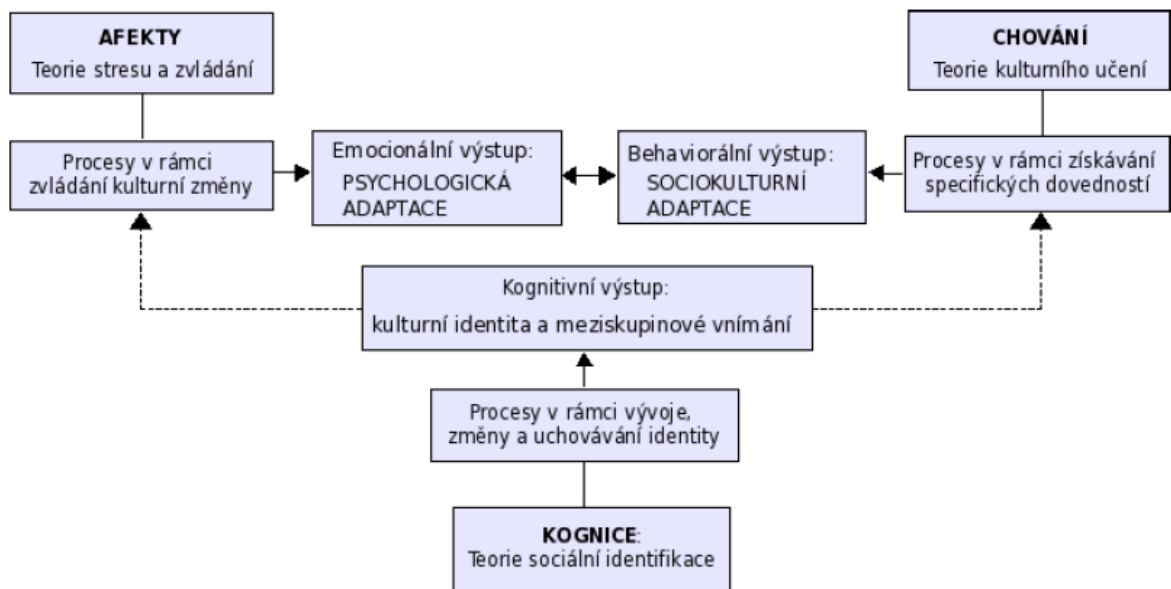 AFEKTY
Teorie stresu a zvládání
CHOVÁNÍ
Teorie kulturního učení
Procesy v rámci
zvládání kulturní změny
Emocionální výstup:
PSYCHOLOGICKÁ
ADAPTACE
Behaviorální výstup:
SOCIOKULTURNÍ
ADAPTACE
Procesy v rámci získávání
specifických dovedností
Kognitivní výstup:
kulturní identita a meziskupinové vnímání
Procesy v rámci vývoje,
změny a uchovávání identity
KOGNICE:
Teorie sociální identifikace